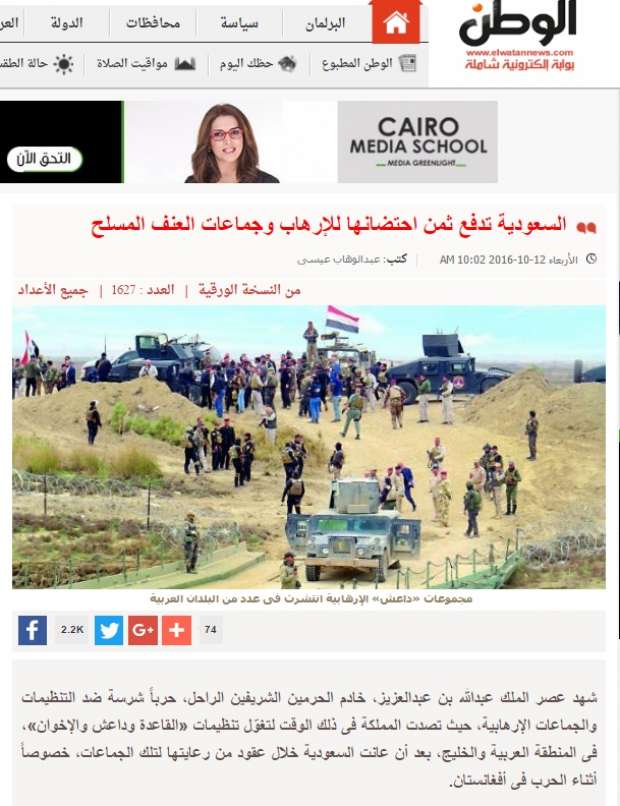 الوطن
www.elwatannews.com
بوابة إلكترونية شاملة
البرلمان
سياسة
محافظات
الدولة
العر
الوطن المطبوع
حظك اليوم
مواقيت الصلاة
حالة الطق
التحق الآن
CAIRO
MEDIA SCHOOL
MEDIA GREENLIGHT
السعودية تدفع ثمن احتضانها للإرهاب وجماعات العنف المسلح
الأربعاء 12-10-2016 AM 10:02 كتب: عبدالوهاب عيسى
من النسخة الورقية | العدد : 1627 | جميع الأعداد
مجموعات «داعش» الإرهابية انتشرت فى عدد من البلدان العربية
f 2.2K G+ + 74
شهد عصر الملك عبدالله بن عبدالعزيز، خادم الحرمين الشريفين الراحل، حرباً شرسة ضد التنظيمات
والجماعات الإرهابية، حيث تصدت المملكة فى ذلك الوقت لتغوّل تنظيمات «القاعدة وداعش والإخوان»،
فى المنطقة العربية والخليج، بعد أن عانت السعودية خلال عقود من رعايتها لتلك الجماعات، خصوصاً
أثناء الحرب فى أفغانستان.